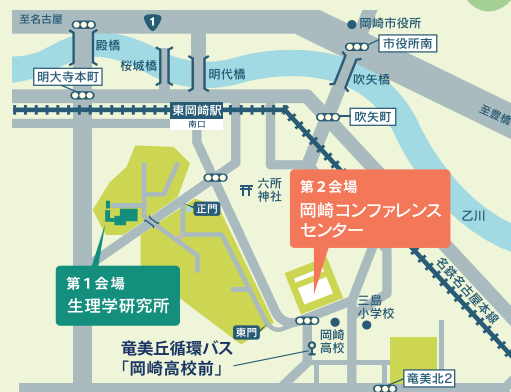 至名古屋
1
岡崎市役所
殿橋
市役所南
桜城橋
明代橋
吹矢橋
明大寺本町
東岡崎駅
南口
吹矢町
至豊橋
六所
神社
第2会場
岡崎コンファレンス
センター
正門
乙川
名鉄名古屋本線
第1会場
生理学研究所
三島
小学校
東門
岡崎
高校
竜美丘循環バス
「岡崎高校前」
竜美北2